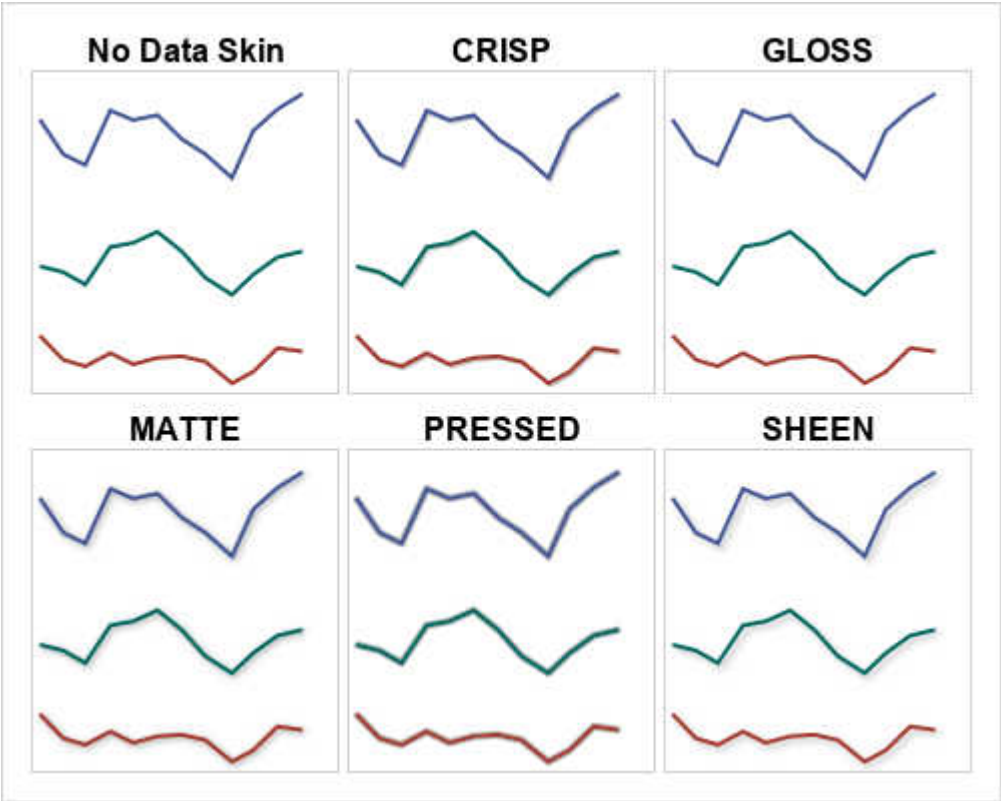 No Data Skin
CRISP
GLOSS
MATTE
PRESSED
SHEEN